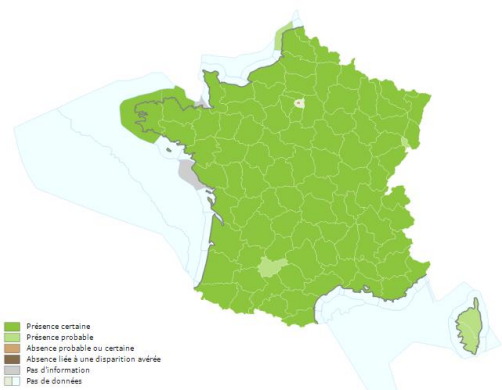 Présence certaine
Présence probable
Absence probable ou certaine
Absence liée à une disparition avérée
Pas d'information
Pas de données